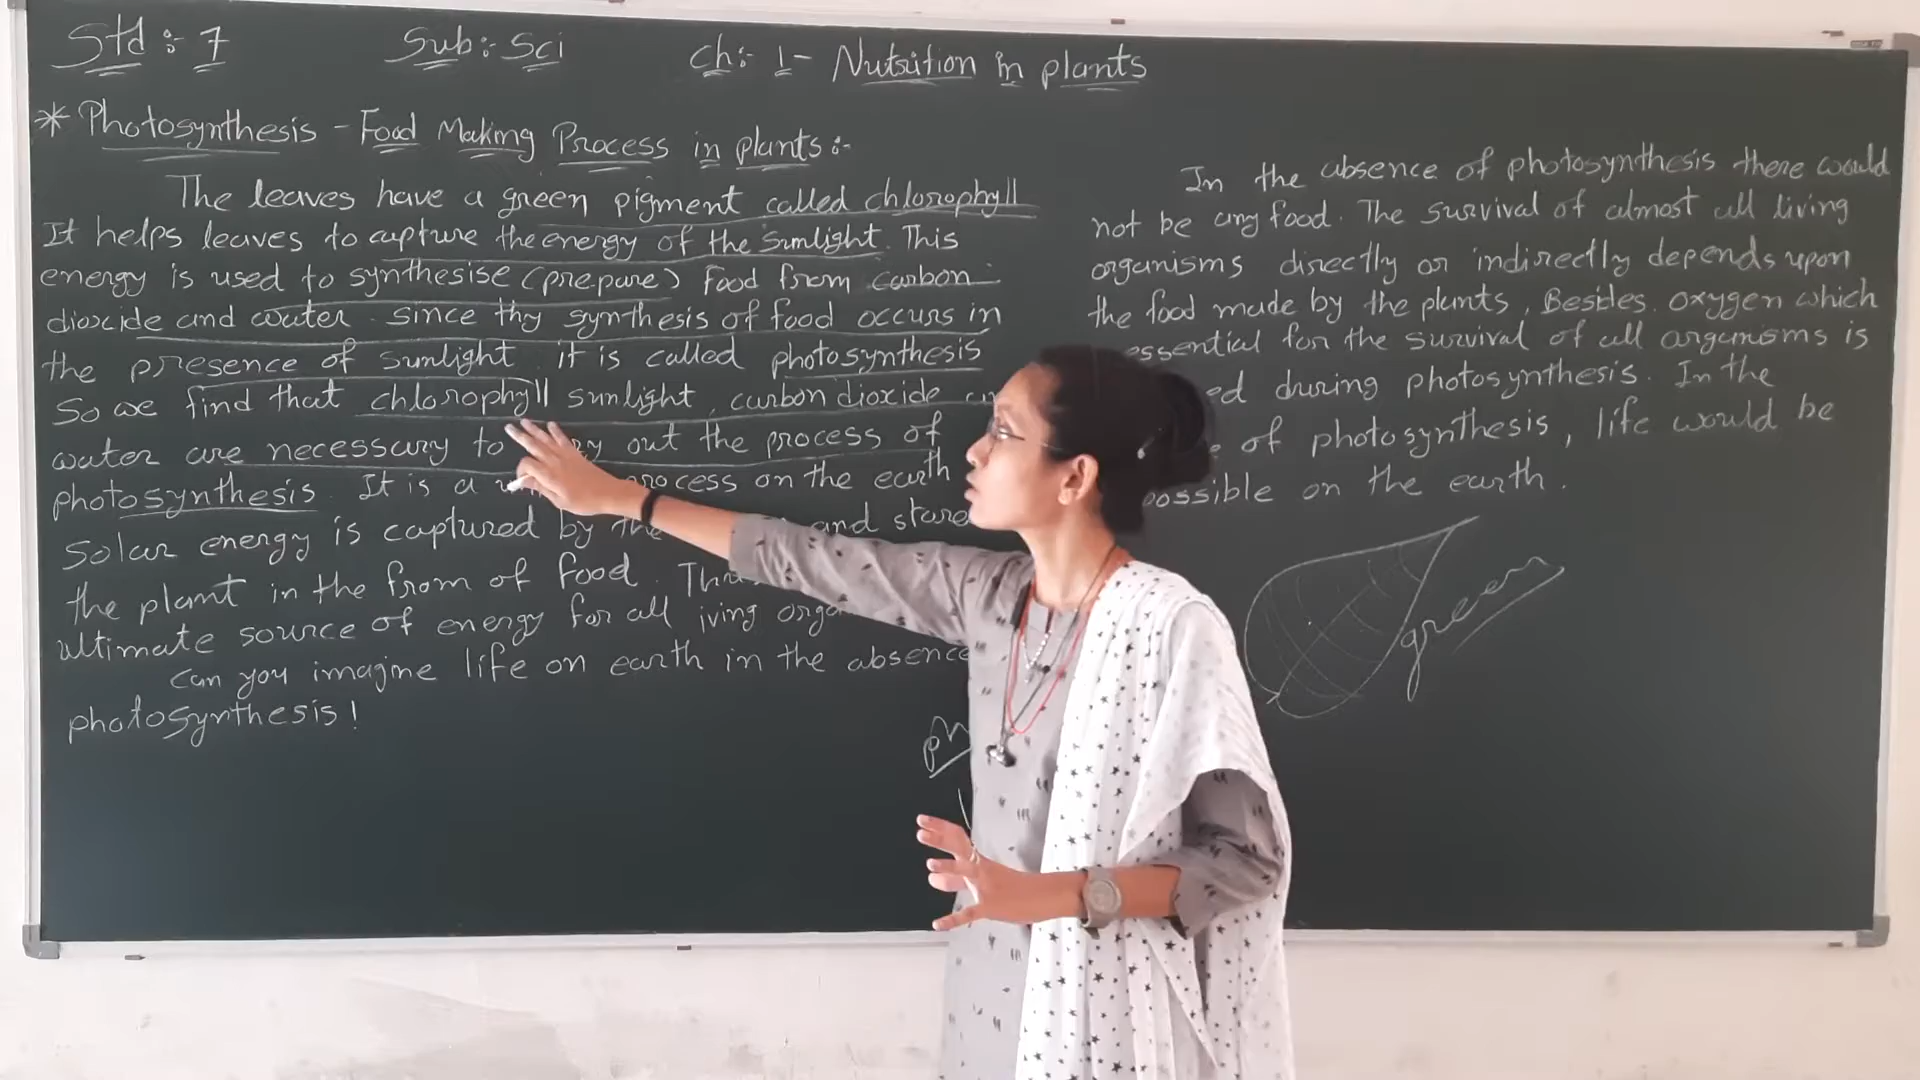 Std :- 7 Sub :- Sci Ch :- 1 - Nutrition in plants
* Photosynthesis - Food Making Process in plants :-
The leaves have a green pigment called chlorophyll
It helps leaves to capture the energy of the sunlight. This
energy is used to synthesise (prepare) food from carbon-
dioxide and water. Since thy synthesis of food occurs in
the presence of sunlight it is called photosynthesis
So we find that chlorophyll sunlight, carbon dioxide
water are necessary to out the process of
photosynthesis. It is a process on the earth
Solar energy is captured by the and
the plant in the from of food.
ultimate source of energy for all iving
Can you imagine life on earth in the absence
photosynthesis!
In the absence of photosynthesis there would
not be any food. The survival of almost all living
organisms directly or indirectly depends upon
the food made by the plants, Besides. oxygen which
essential for the survival of all organisms is
during photosynthesis. In the
of photosynthesis, life would be
possible on the earth.
green